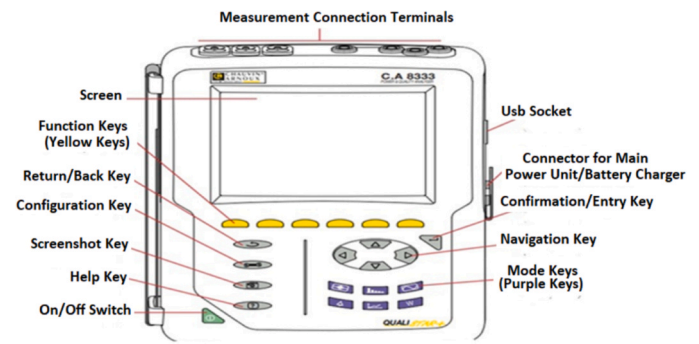 Measurement Connection Terminals
CHAUVIN
ARNOUX
C.A 8333
Screen
Usb Socket
Function Keys
(Yellow Keys)
Connector for Main
Power Unit/Battery Charger
Return/Back Key
Confirmation/Entry Key
Configuration Key
Navigation Key
Screenshot Key
Mode Keys
(Purple Keys)
Help Key
On/Off Switch
QUALISTAR+